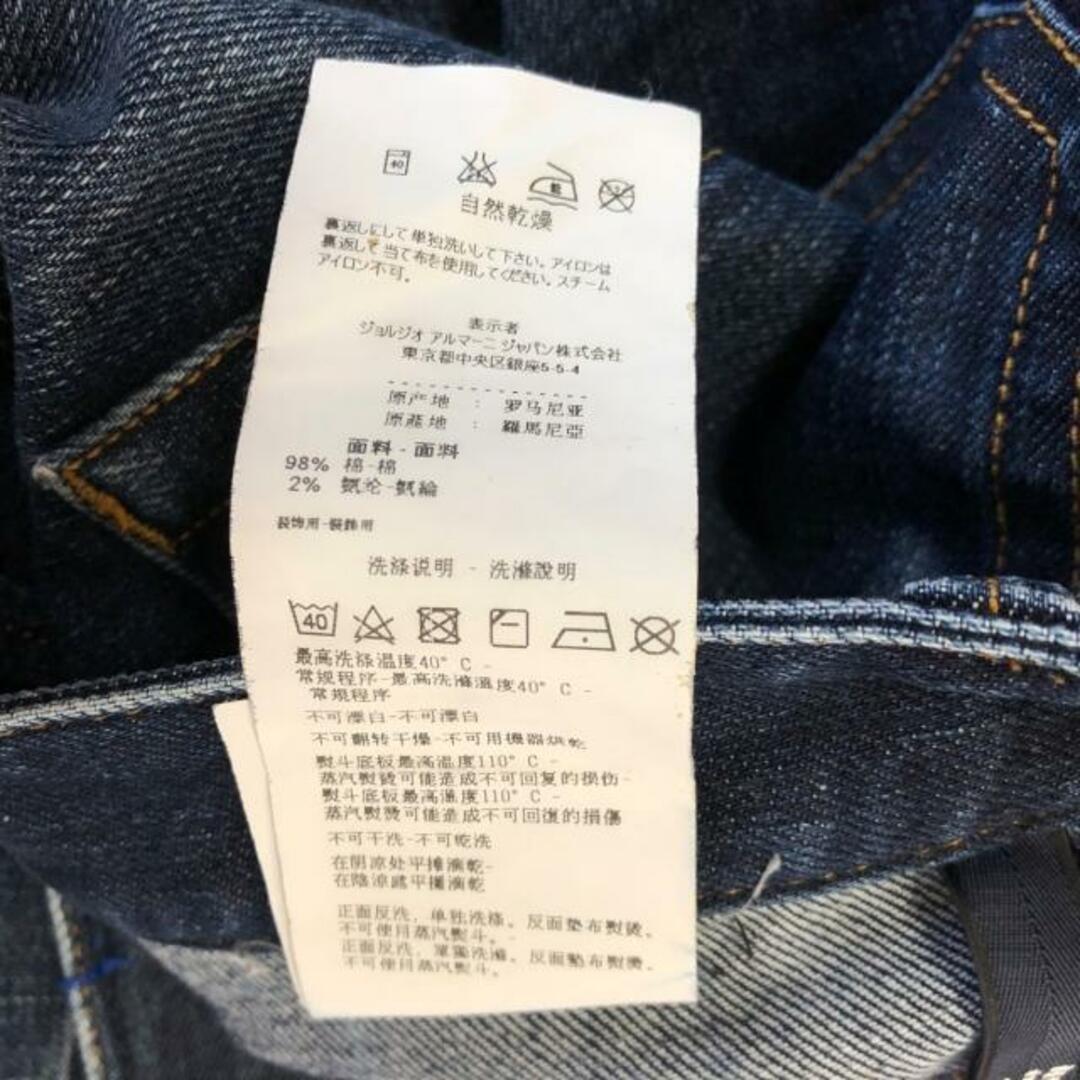 40
自然乾燥
裏返しにして単独洗いして下さい。アイロンは
裏返して当て布を使用してください。スチーム
アイロン不可。
表示者
ジョルジオ アルマーニ ジャパン株式会社
東京都中央区銀座5-5-4
原产地 : 罗马尼亚
原產地 : 羅馬尼亞
面料 - 面料
98% 棉-棉
2% 氨纶-氨綸
装饰用-裝飾用
洗涤说明 - 洗滌說明
40
最高洗涤温度40° C -
常规程序-最高洗滌溫度40° C -
常規程序
不可漂白-不可漂白
不可翻转干燥-不可用機器烘乾
熨斗底板最高温度110° C -
蒸汽熨烫可能造成不可回复的损伤-
熨斗底板最高溫度110° C -
蒸汽熨燙可能造成不可回復的損傷
不可干洗-不可乾洗
在阴凉处平摊滴乾-
在陰涼處平攤滴乾
正面反洗，单独洗涤。反面垫布熨烫。
不可使用蒸汽熨斗。-
正面反洗，單獨洗滌。反面墊布熨燙。
不可使用蒸汽熨斗。